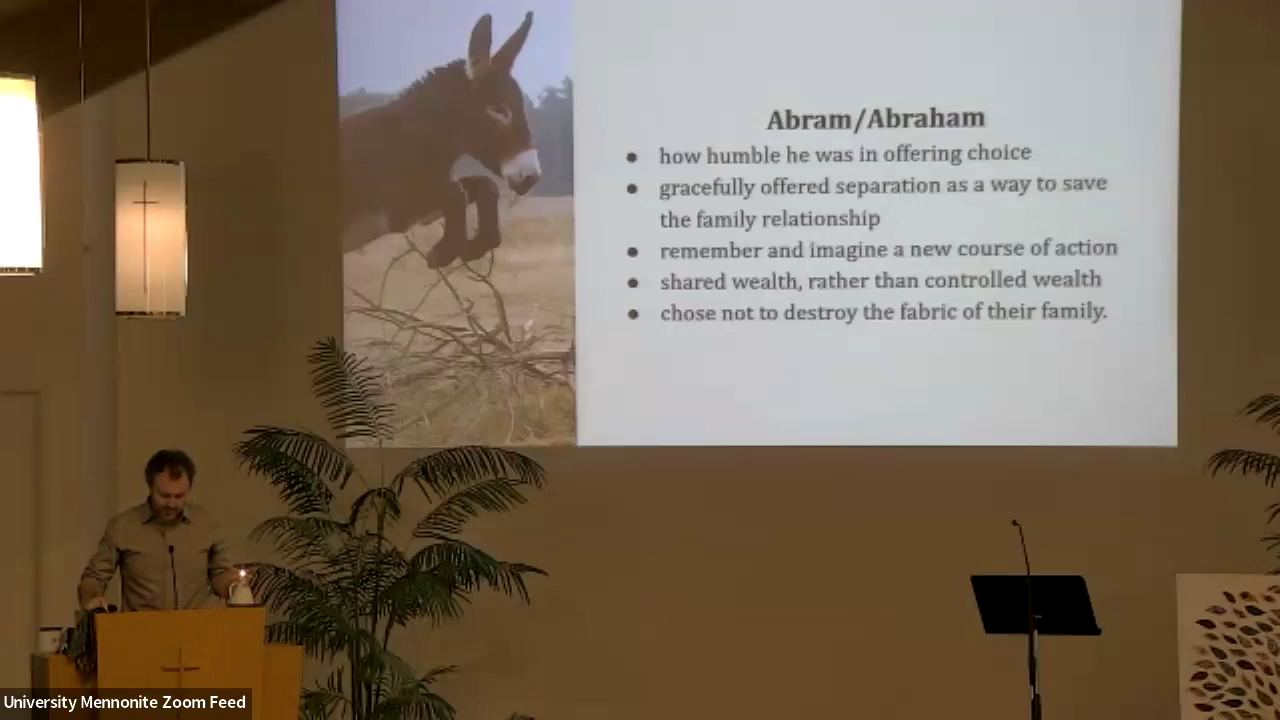 Abram/Abraham
● how humble he was in offering choice
● gracefully offered separation as a way to save
the family relationship
● remember and imagine a new course of action
● shared wealth, rather than controlled wealth
● chose not to destroy the fabric of their family.
University Mennonite Zoom Feed